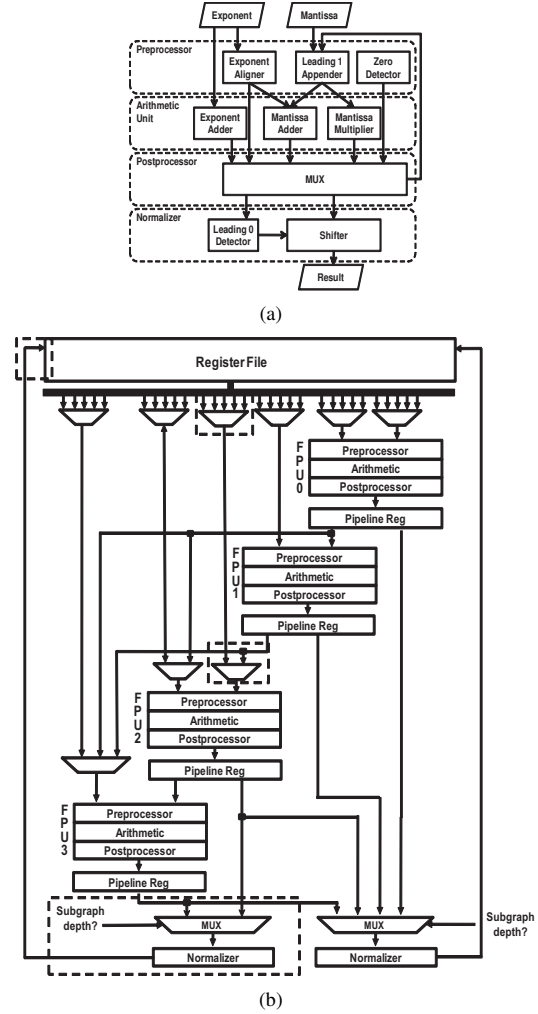 Exponent
Mantissa
Preprocessor
Exponent
Aligner
Leading 1
Appender
Zero
Detector
Arithmetic
Unit
Exponent
Adder
Mantissa
Adder
Mantissa
Multiplier
Postprocessor
MUX
Normalizer
Leading 0
Detector
Shifter
Result
(a)
Register File
FPU0
Preprocessor
Arithmetic
Postprocessor
Pipeline Reg
FPU1
Preprocessor
Arithmetic
Postprocessor
Pipeline Reg
FPU2
Preprocessor
Arithmetic
Postprocessor
Pipeline Reg
FPU3
Preprocessor
Arithmetic
Postprocessor
Pipeline Reg
Subgraph
depth?
MUX
Normalizer
MUX
Normalizer
Subgraph
depth?
(b)